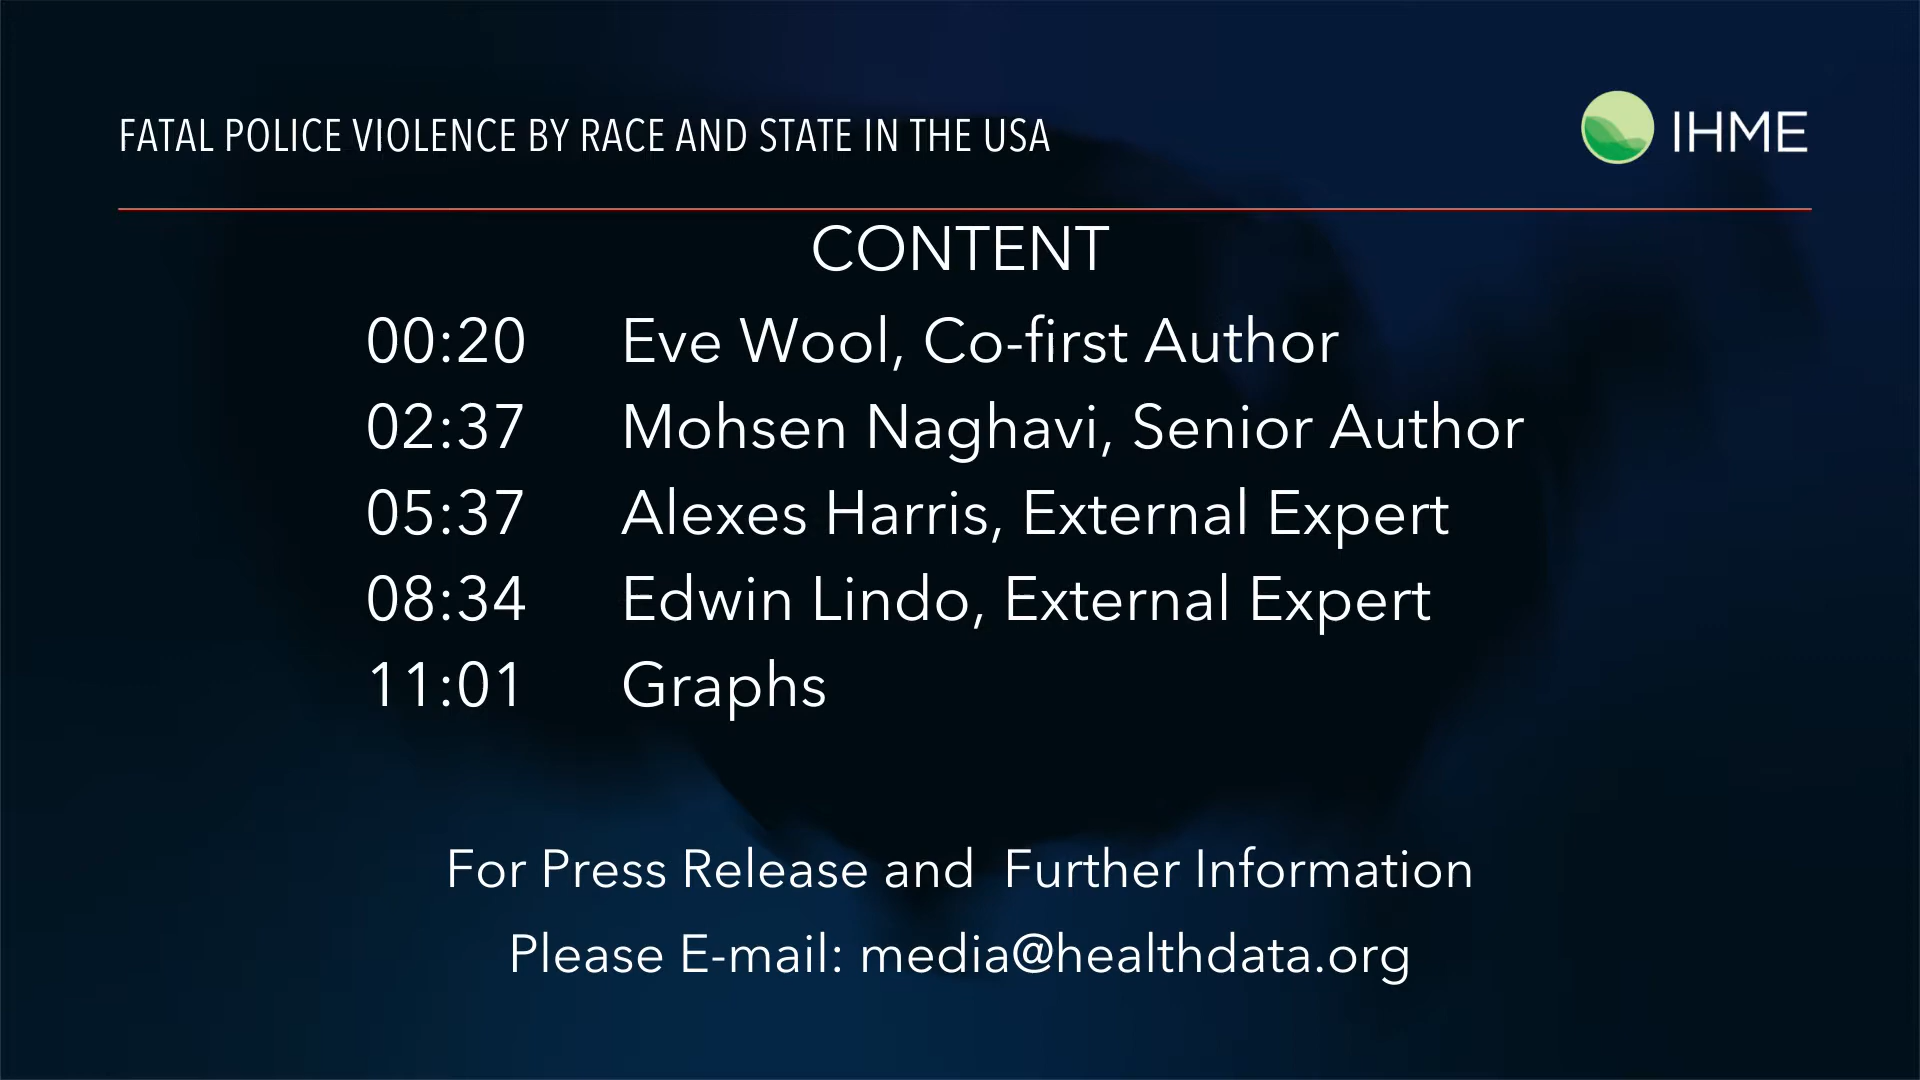 FATAL POLICE VIOLENCE BY RACE AND STATE IN THE USA
IHME
CONTENT
00:20 Eve Wool, Co-first Author
02:37 Mohsen Naghavi, Senior Author
05:37 Alexes Harris, External Expert
08:34 Edwin Lindo, External Expert
11:01 Graphs
For Press Release and  Further Information
Please E-mail: media@healthdata.org